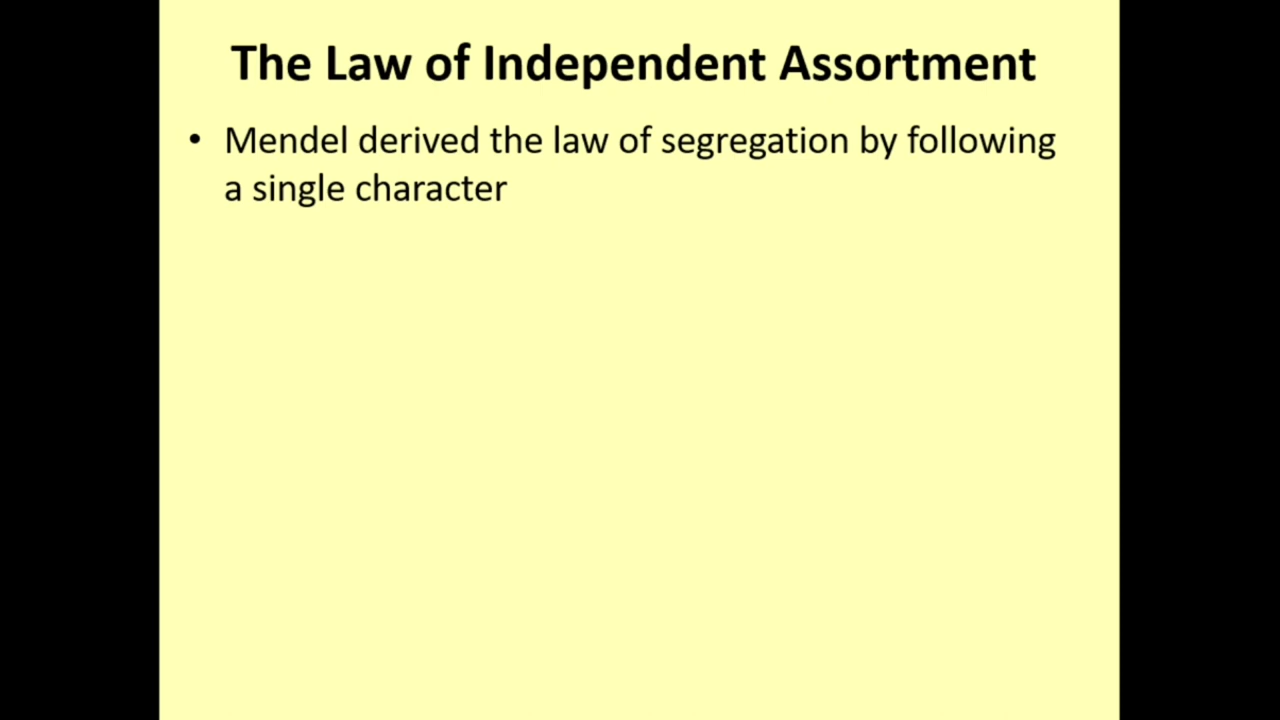 The Law of Independent Assortment
• Mendel derived the law of segregation by following
a single character